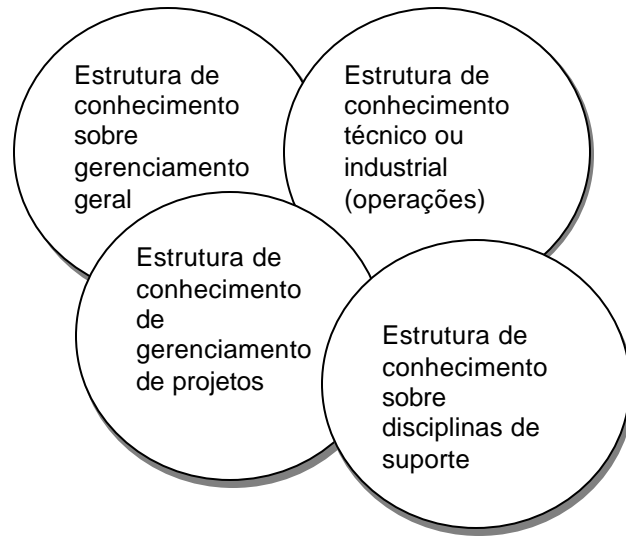 Estrutura de
conhecimento
sobre
gerenciamento
geral
Estrutura de
conhecimento
técnico ou
industrial
(operações)
Estrutura de
conhecimento
de
gerenciamento
de projetos
Estrutura de
conhecimento
sobre
disciplinas de
suporte